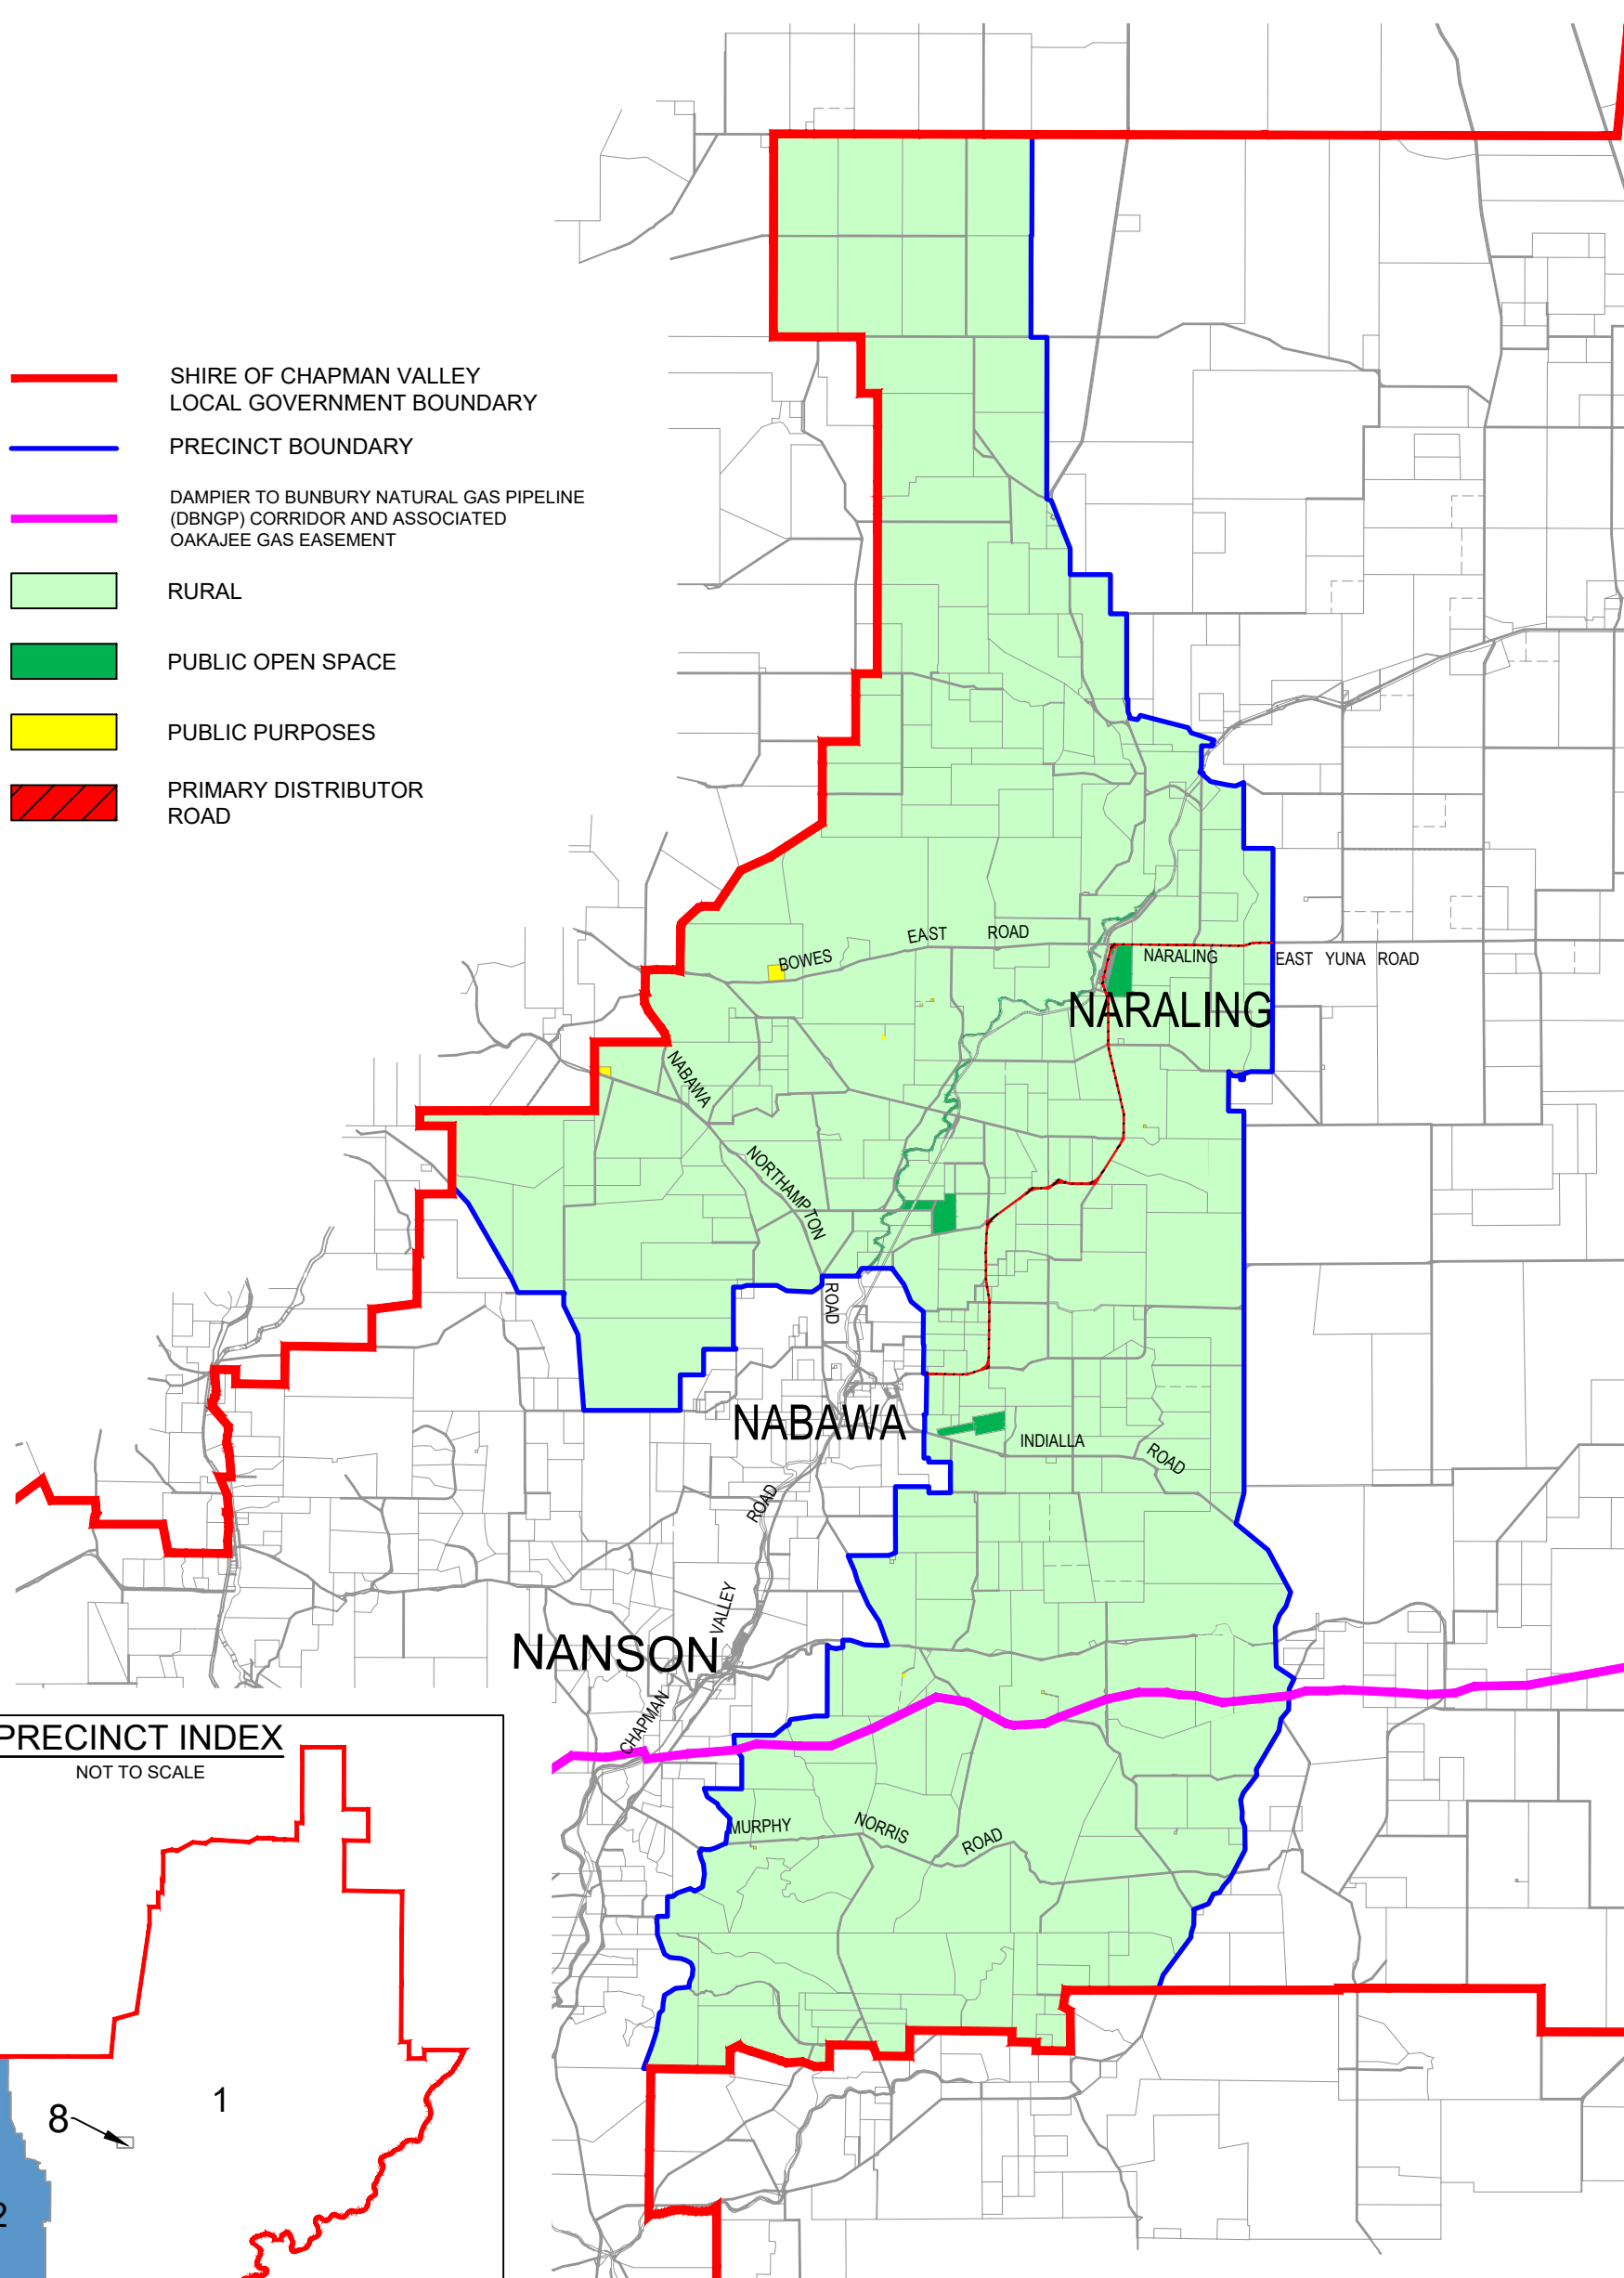 SHIRE OF CHAPMAN VALLEY
LOCAL GOVERNMENT BOUNDARY
PRECINCT BOUNDARY
DAMPIER TO BUNBURY NATURAL GAS PIPELINE
(DBNGP) CORRIDOR AND ASSOCIATED
OAKAJEE GAS EASEMENT
RURAL
PUBLIC OPEN SPACE
PUBLIC PURPOSES
PRIMARY DISTRIBUTOR
ROAD
BOWES EAST ROAD
NARALING EAST YUNA ROAD
NARALING
NABAWA
NORTHAMPTON
ROAD
NABAWA
INDIALLA ROAD
NANSON
CHAPMAN VALLEY ROAD
MURPHY NORRIS ROAD
PRECINCT INDEX
NOT TO SCALE
1
8
2